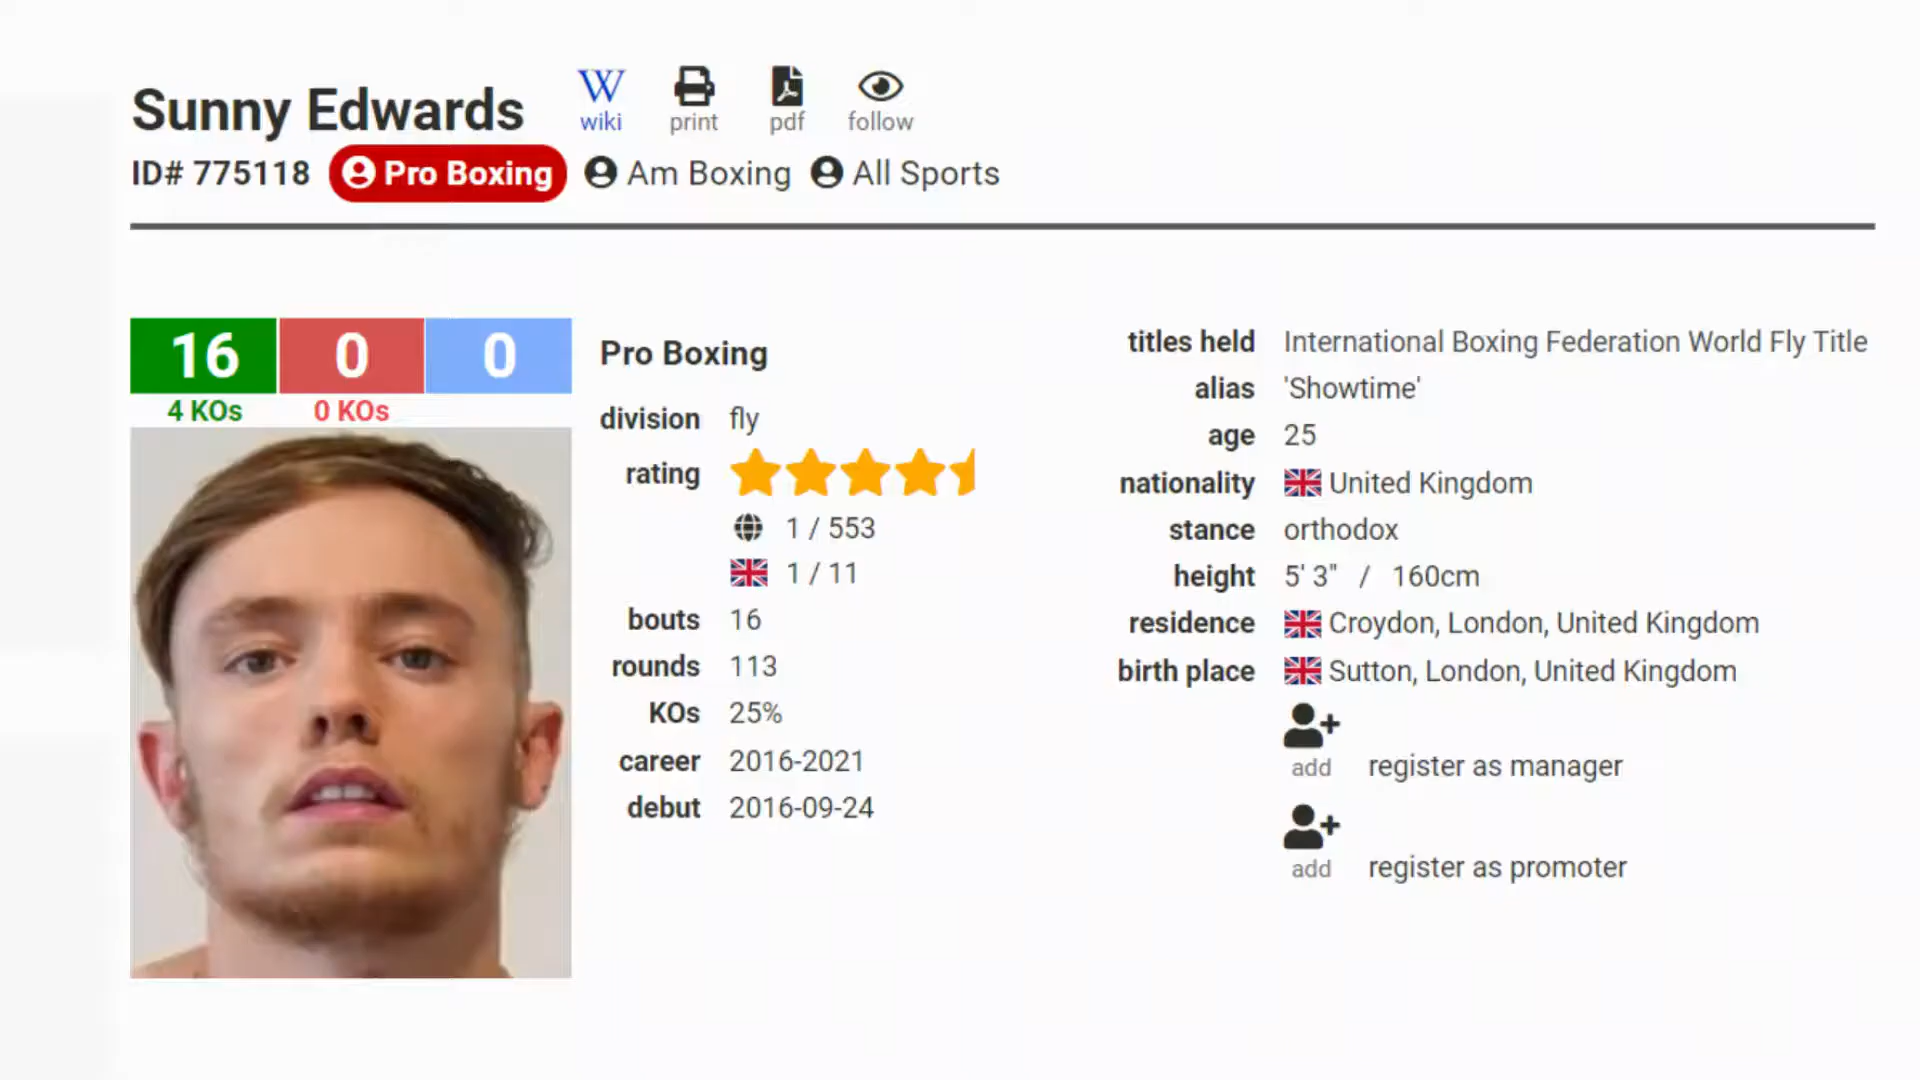 Sunny Edwards
wiki
print
pdf
follow
ID# 775118
Pro Boxing
Am Boxing
All Sports
16
0
0
4 KOs
0 KOs
Pro Boxing
division fly
rating
1 / 553
1 / 11
bouts 16
rounds 113
KOs 25%
career 2016-2021
debut 2016-09-24
titles held International Boxing Federation World Fly Title
alias 'Showtime'
age 25
nationality United Kingdom
stance orthodox
height 5' 3" / 160cm
residence Croydon, London, United Kingdom
birth place Sutton, London, United Kingdom
add register as manager
add register as promoter